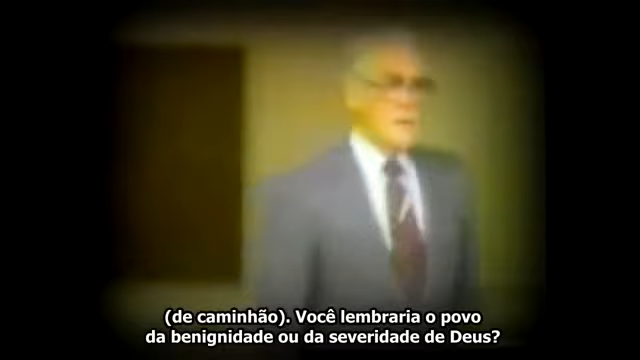 (de caminhão). Você lembraria o povo
da benignidade ou da severidade de Deus?